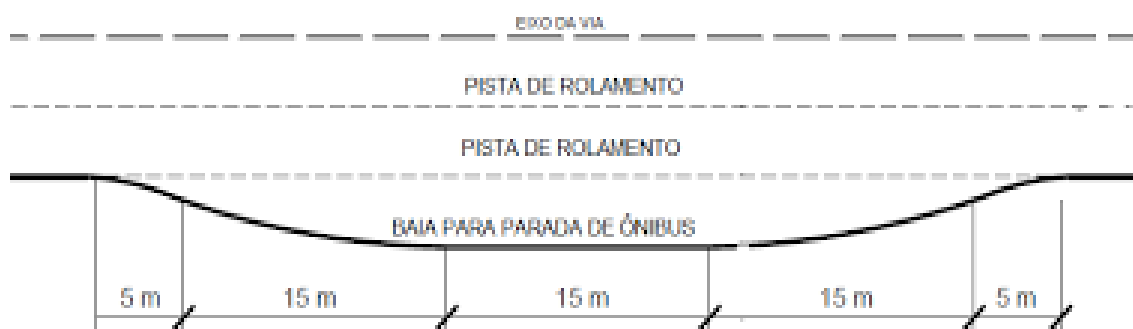 EIXO DA VIA
PISTA DE ROLAMENTO
PISTA DE ROLAMENTO
BAIA PARA PARADA DE ÔNIBUS
5 m 15 m 15 m 15 m 5 m